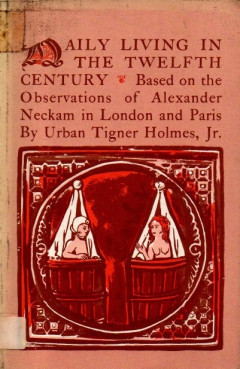 DAILY LIVING IN
THE TWELFTH
CENTURY Based on the
Observations of Alexander
Neckam in London and Paris
By Urban Tigner Holmes, Jr.